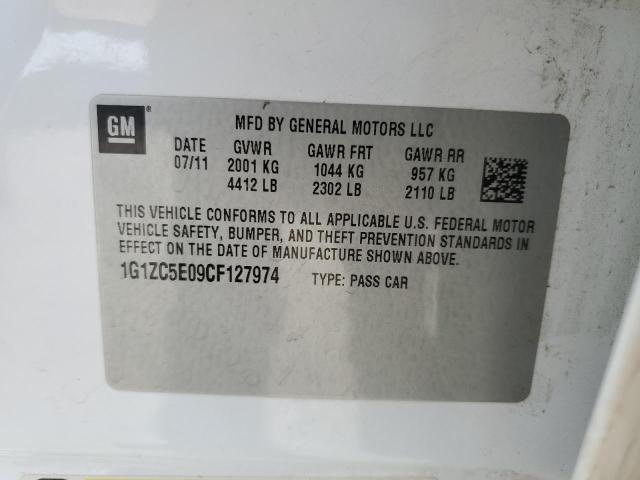 GM®
MFD BY GENERAL MOTORS LLC
DATE GVWR GAWR FRT GAWR RR
07/11 2001 KG 1044 KG 957 KG
4412 LB 2302 LB 2110 LB
THIS VEHICLE CONFORMS TO ALL APPLICABLE U.S. FEDERAL MOTOR
VEHICLE SAFETY, BUMPER, AND THEFT PREVENTION STANDARDS IN
EFFECT ON THE DATE OF MANUFACTURE SHOWN ABOVE.
1G1ZC5E09CF127974 TYPE: PASS CAR